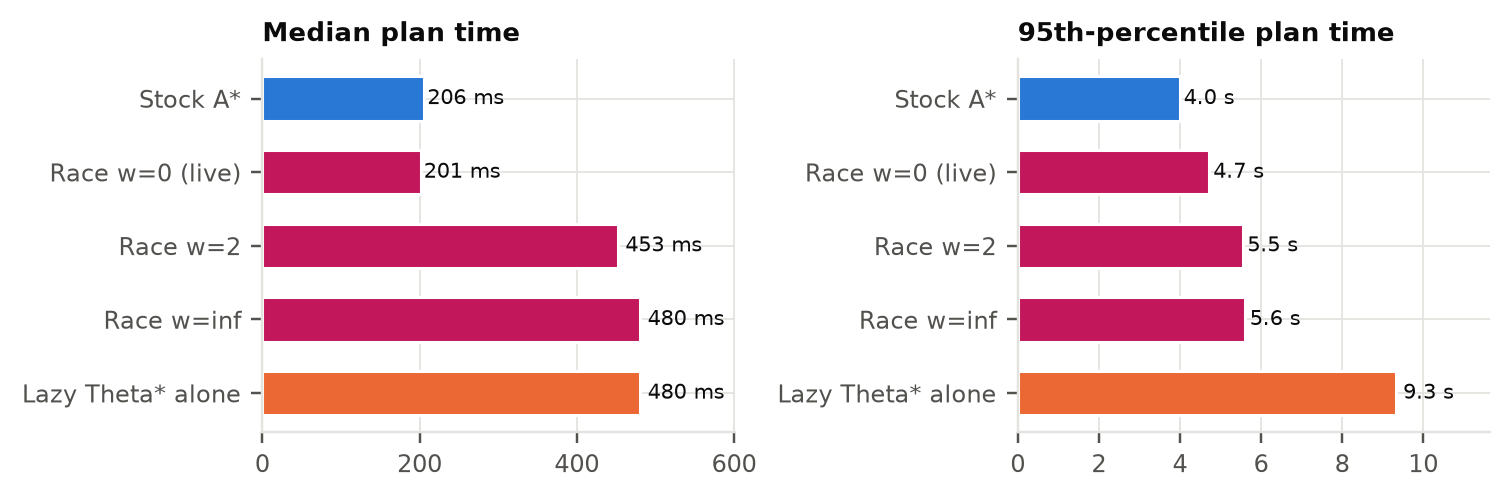 Median plan time
Stock A*
206 ms
Race w=0 (live)
201 ms
Race w=2
453 ms
Race w=inf
480 ms
Lazy Theta* alone
480 ms
0 200 400 600
95th-percentile plan time
Stock A*
4.0 s
Race w=0 (live)
4.7 s
Race w=2
5.5 s
Race w=inf
5.6 s
Lazy Theta* alone
9.3 s
0 2 4 6 8 10